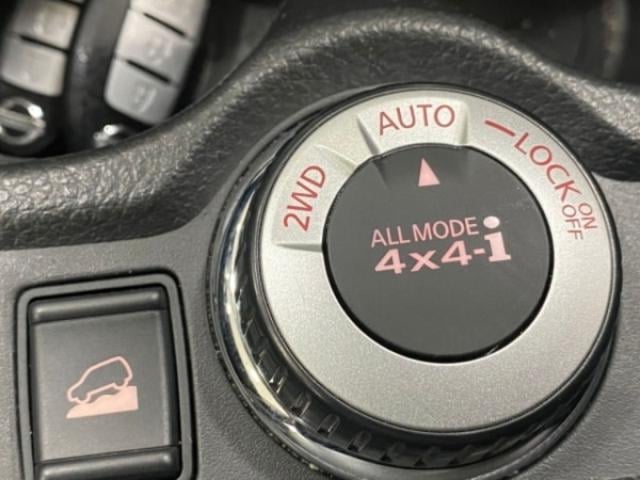 2WD
AUTO
LOCK
ON
OFF
ALL MODE
4x4-i